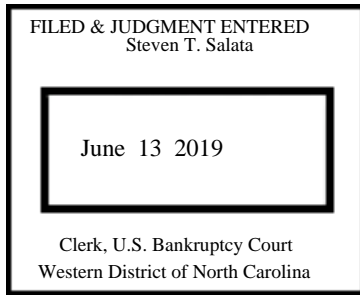 FILED & JUDGMENT ENTERED
Steven T. Salata
June 13 2019
Clerk, U.S. Bankruptcy Court
Western District of North Carolina